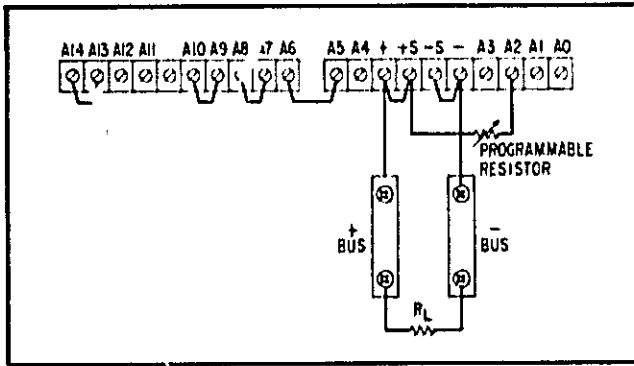 A14 A13 A12 A11 A10 A9 A8 A7 A6 A5 A4 + +S -S - A3 A2 A1 A0
PROGRAMMABLE
RESISTOR
+
BUS
-
BUS
RL